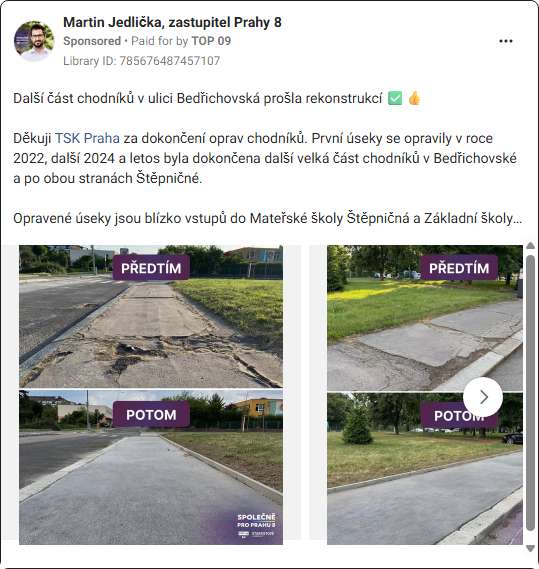 Martin Jedlička, zastupitel Prahy 8
Sponsored • Paid for by TOP 09
Library ID: 785676487457107
Další část chodníků v ulici Bedřichovská prošla rekonstrukcí ✅ 👍
Děkuji TSK Praha za dokončení oprav chodníků. První úseky se opravily v roce
2022, další 2024 a letos byla dokončena další velká část chodníků v Bedřichovské
a po obou stranách Štěpničné.
Opravené úseky jsou blízko vstupů do Mateřské školy Štěpničná a Základní školy...
PŘEDTÍM
POTOM
SPOLEČNĚ
PRO PRAHU 8
PŘEDTÍM
POTOM